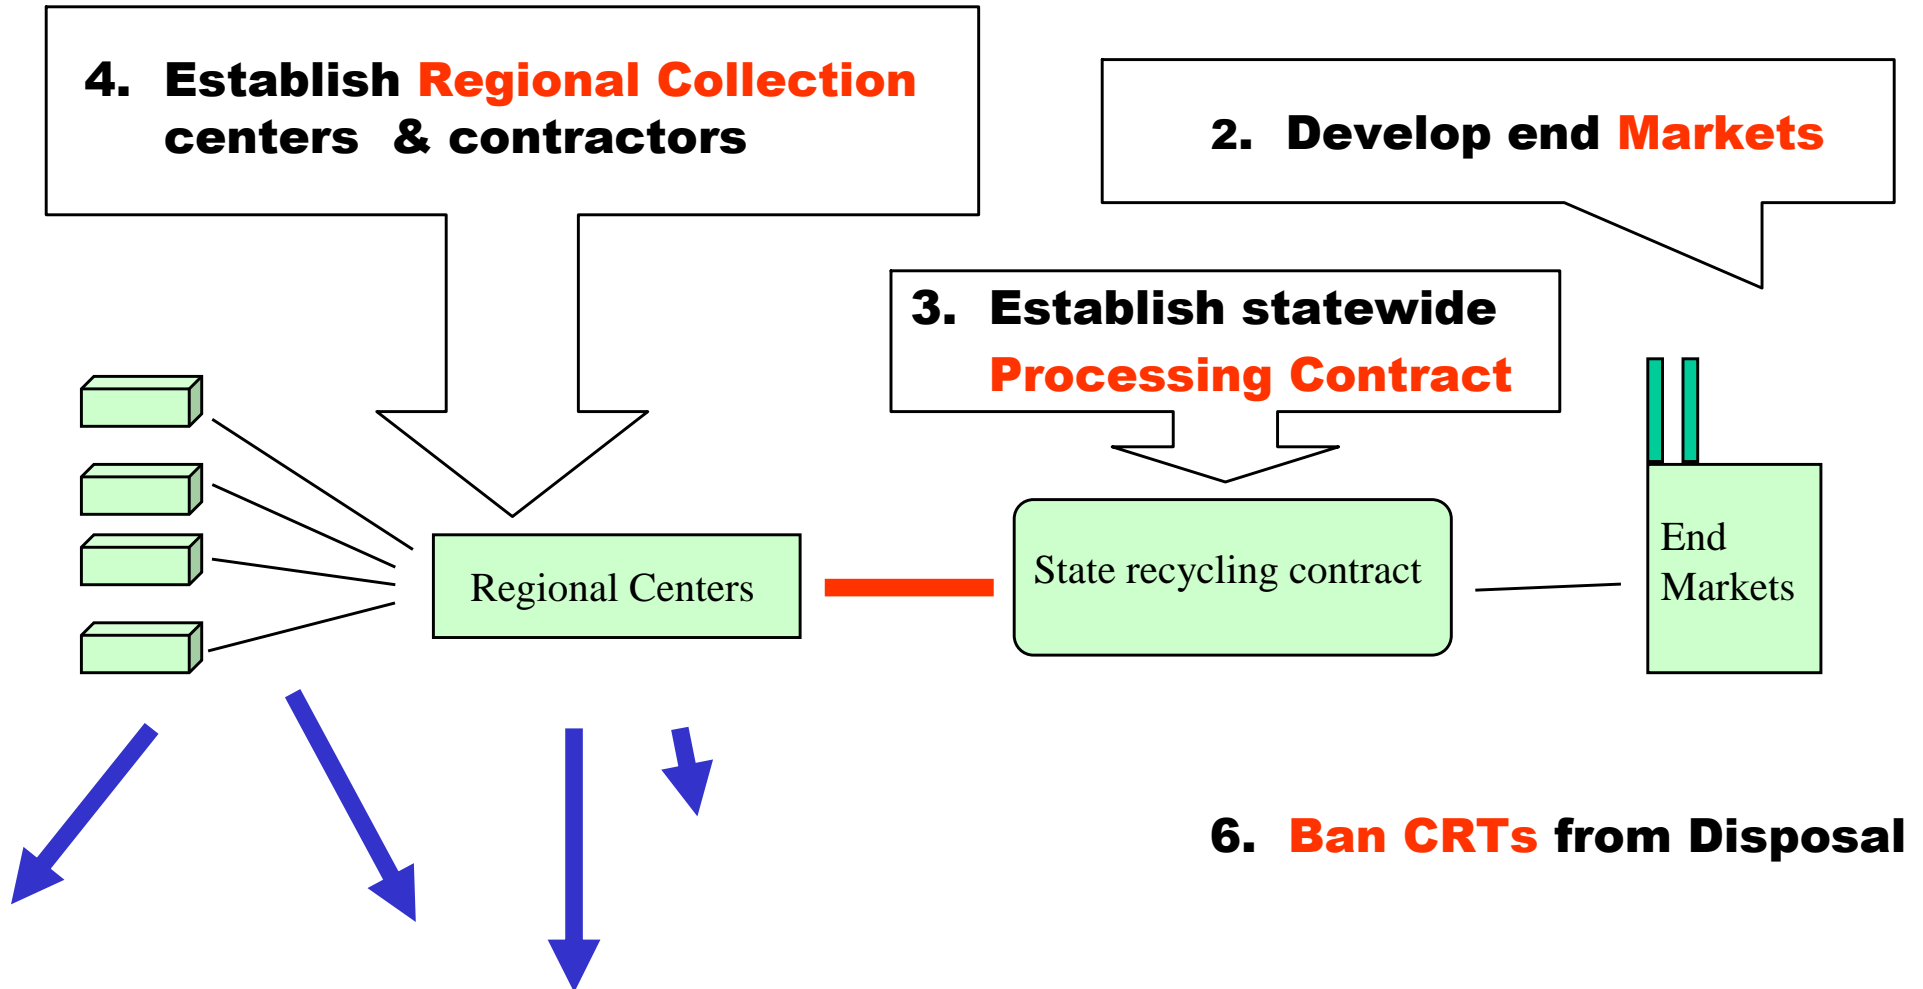 4. Establish Regional Collection
centers & contractors
2. Develop end Markets
3. Establish statewide
Processing Contract
Regional Centers
State recycling contract
End
Markets
6. Ban CRTs from Disposal